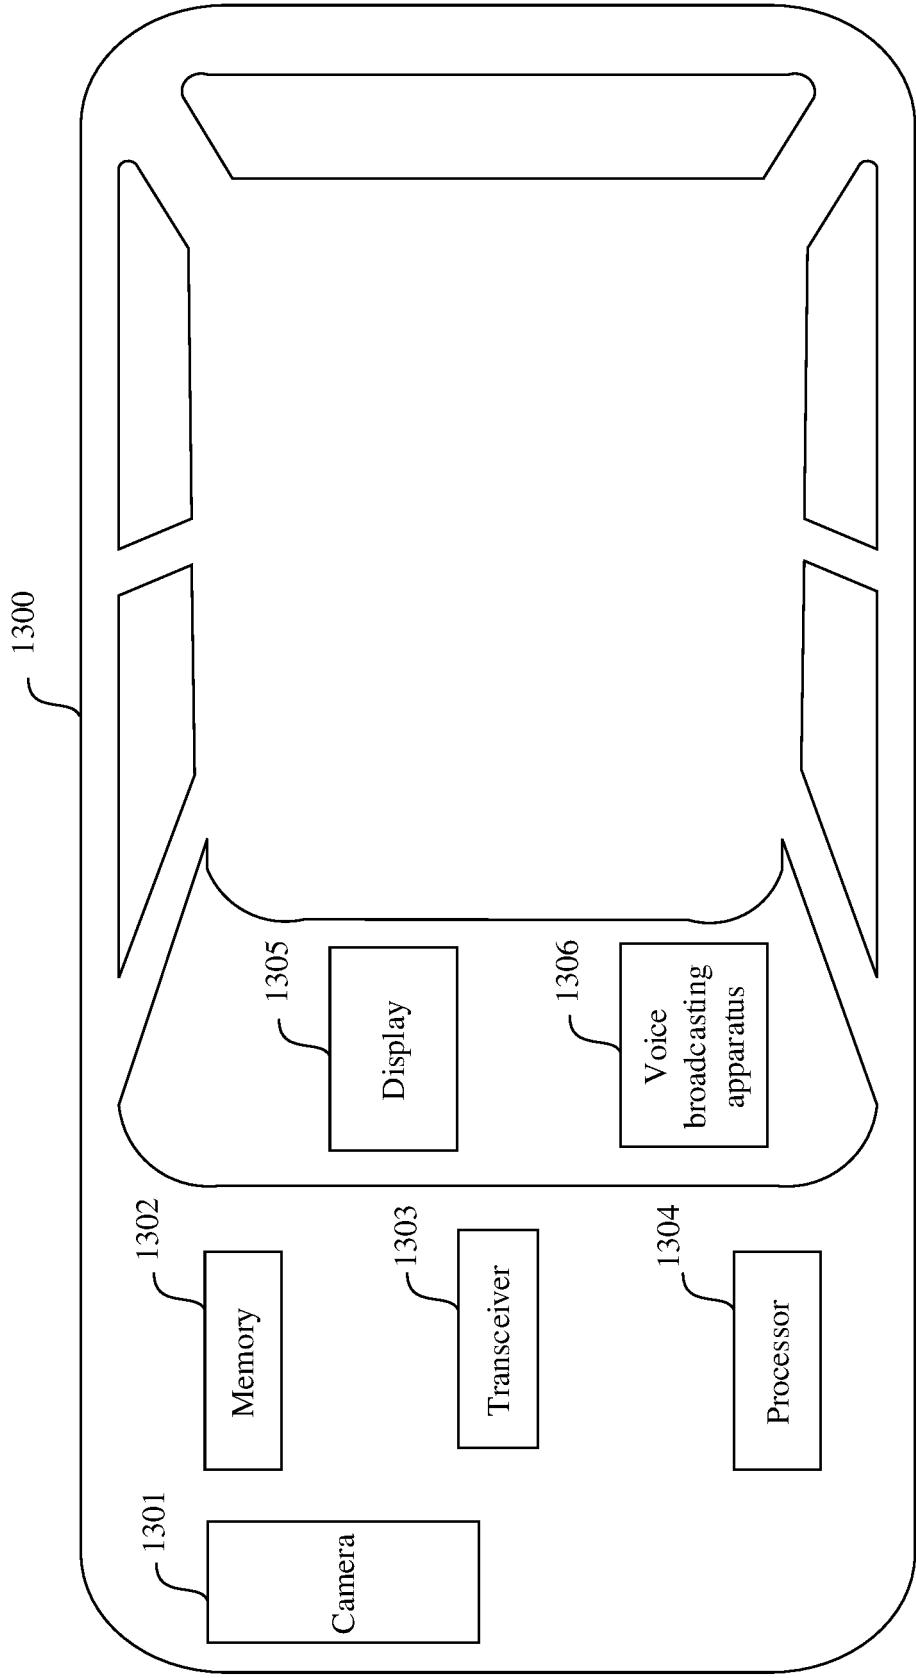 1300
1301
Camera
1302
Memory
1303
Transceiver
1304
Processor
1305
Display
1306
Voice
broadcasting
apparatus